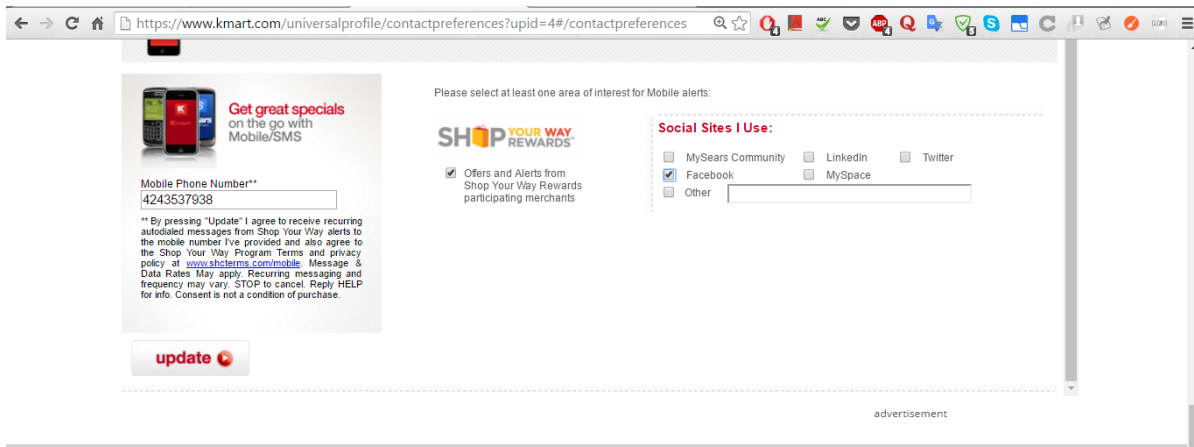 https://www.kmart.com/universalprofile/contactpreferences?upid=4#/contactpreferences
Get great specials
on the go with
Mobile/SMS
Mobile Phone Number**
4243537938
** By pressing "Update" I agree to receive recurring
autodialed messages from Shop Your Way alerts to
the mobile number I've provided and also agree to
the Shop Your Way Program Terms and privacy
policy at www.shcterms.com/mobile. Message &
Data Rates May apply. Recurring messaging and
frequency may vary. STOP to cancel. Reply HELP
for info. Consent is not a condition of purchase.
update
Please select at least one area of interest for Mobile alerts:
SHOP YOUR WAY
REWARDS
Offers and Alerts from
Shop Your Way Rewards
participating merchants
Social Sites I Use:
MySears Community LinkedIn Twitter
Facebook MySpace
Other
advertisement